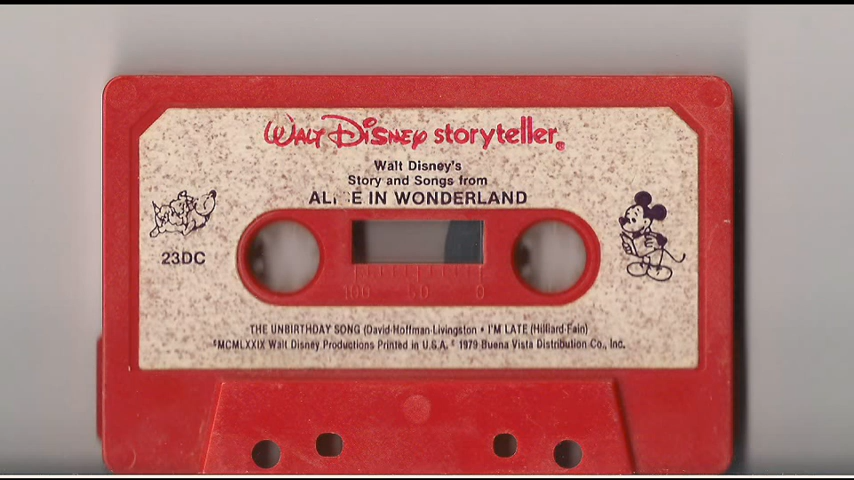 WALT DISNEY storyteller®
Walt Disney's
Story and Songs from
ALICE IN WONDERLAND
23DC
100 50 0
THE UNBIRTHDAY SONG (David-Hoffman-Livingston • I'M LATE (Hilliard-Fain)
©MCMLXXIX Walt Disney Productions Printed in U.S.A. © 1979 Buena Vista Distribution Co., Inc.